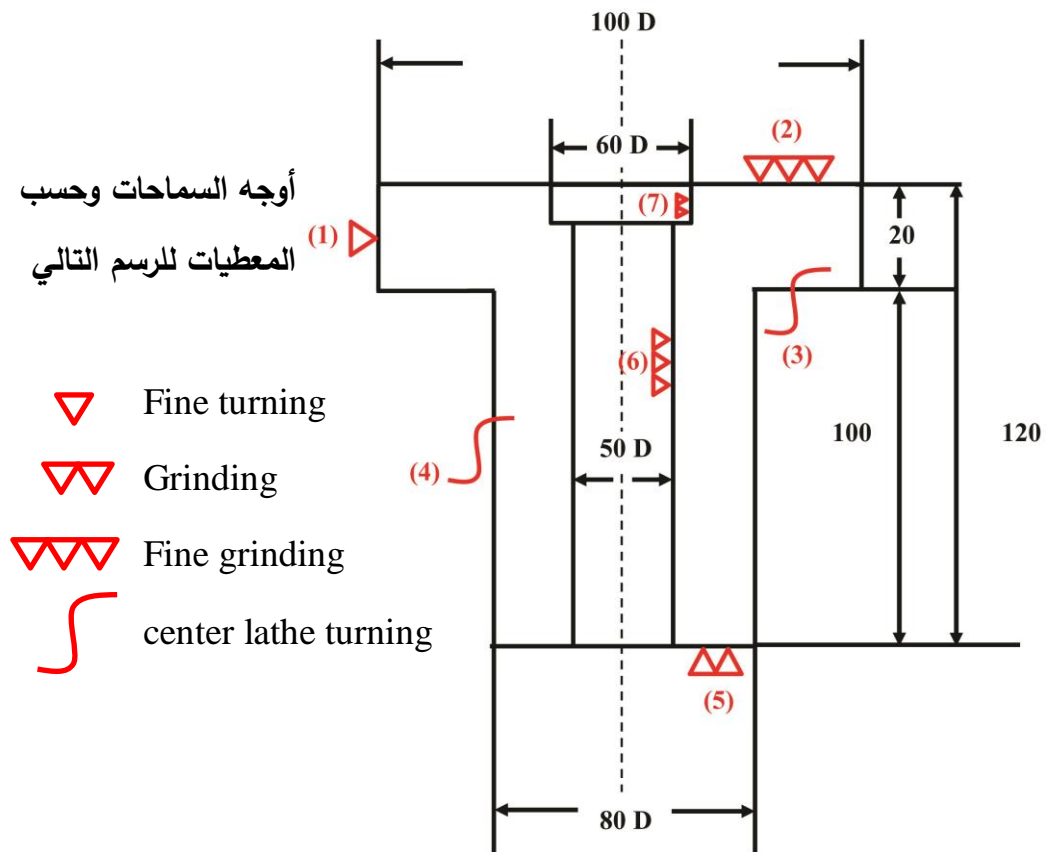 100 D
(2)
60 D
أوجه السماحات وحسب
المعطيات للرسم التالي
(7)
(1)
20
(3)
(6)
Fine turning
100
120
50 D
(4)
Grinding
Fine grinding
center lathe turning
(5)
80 D